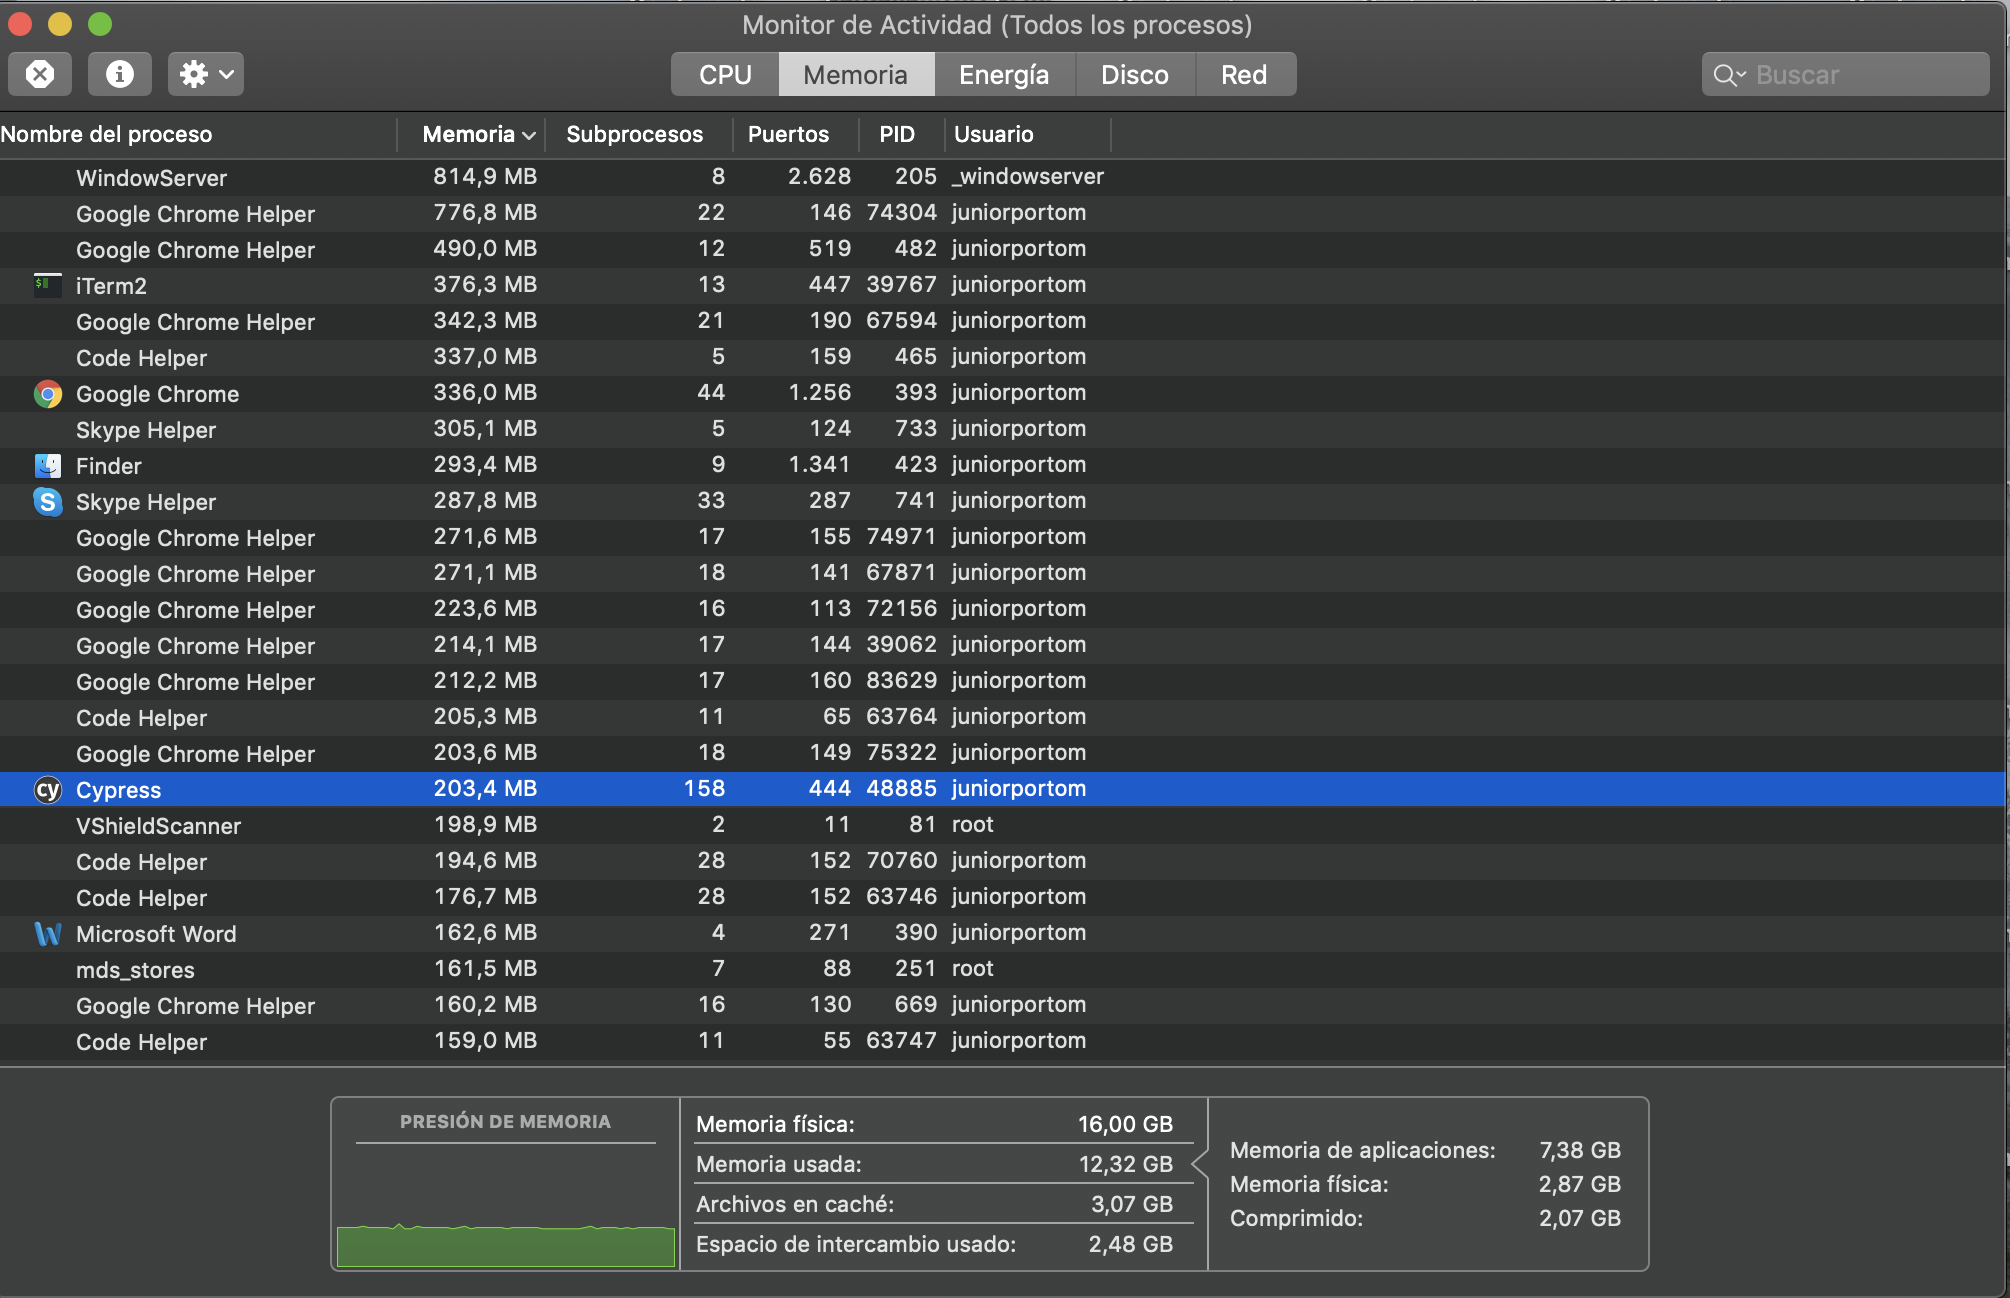 Monitor de Actividad (Todos los procesos)
CPU Memoria Energía Disco Red Buscar
Nombre del proceso Memoria Subprocesos Puertos PID Usuario
WindowServer 814,9 MB 8 2.628 205 _windowserver
Google Chrome Helper 776,8 MB 22 146 74304 juniorportom
Google Chrome Helper 490,0 MB 12 519 482 juniorportom
$ iTerm2 376,3 MB 13 447 39767 juniorportom
Google Chrome Helper 342,3 MB 21 190 67594 juniorportom
Code Helper 337,0 MB 5 159 465 juniorportom
Google Chrome 336,0 MB 44 1.256 393 juniorportom
Skype Helper 305,1 MB 5 124 733 juniorportom
Finder 293,4 MB 9 1.341 423 juniorportom
S Skype Helper 287,8 MB 33 287 741 juniorportom
Google Chrome Helper 271,6 MB 17 155 74971 juniorportom
Google Chrome Helper 271,1 MB 18 141 67871 juniorportom
Google Chrome Helper 223,6 MB 16 113 72156 juniorportom
Google Chrome Helper 214,1 MB 17 144 39062 juniorportom
Google Chrome Helper 212,2 MB 17 160 83629 juniorportom
Code Helper 205,3 MB 11 65 63764 juniorportom
Google Chrome Helper 203,6 MB 18 149 75322 juniorportom
cy Cypress 203,4 MB 158 444 48885 juniorportom
VShieldScanner 198,9 MB 2 11 81 root
Code Helper 194,6 MB 28 152 70760 juniorportom
Code Helper 176,7 MB 28 152 63746 juniorportom
W Microsoft Word 162,6 MB 4 271 390 juniorportom
mds_stores 161,5 MB 7 88 251 root
Google Chrome Helper 160,2 MB 16 130 669 juniorportom
Code Helper 159,0 MB 11 55 63747 juniorportom
PRESIÓN DE MEMORIA
Memoria física: 16,00 GB
Memoria usada: 12,32 GB
Archivos en caché: 3,07 GB
Espacio de intercambio usado: 2,48 GB
Memoria de aplicaciones: 7,38 GB
Memoria física: 2,87 GB
Comprimido: 2,07 GB